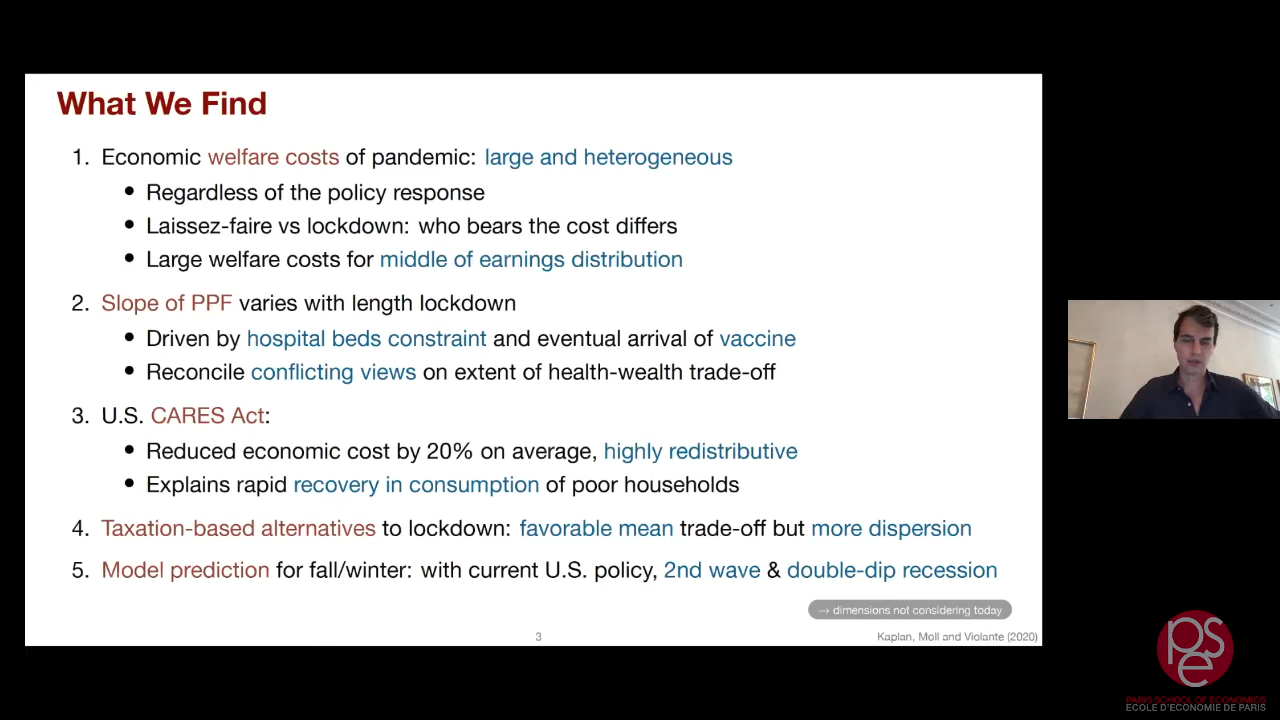 What We Find
1. Economic welfare costs of pandemic: large and heterogeneous
• Regardless of the policy response
• Laissez-faire vs lockdown: who bears the cost differs
• Large welfare costs for middle of earnings distribution
2. Slope of PPF varies with length lockdown
• Driven by hospital beds constraint and eventual arrival of vaccine
• Reconcile conflicting views on extent of health-wealth trade-off
3. U.S. CARES Act:
• Reduced economic cost by 20% on average, highly redistributive
• Explains rapid recovery in consumption of poor households
4. Taxation-based alternatives to lockdown: favorable mean trade-off but more dispersion
5. Model prediction for fall/winter: with current U.S. policy, 2nd wave & double-dip recession
→ dimensions not considering today
3
Kaplan, Moll and Violante (2020)
pse
PARIS SCHOOL OF ECONOMICS
ECOLE D'ECONOMIE DE PARIS